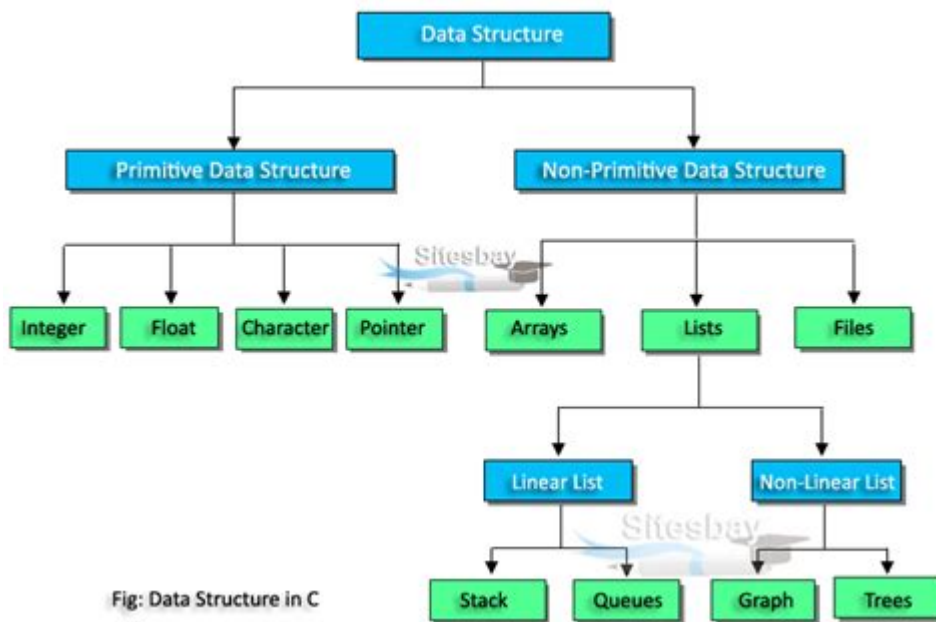 Data Structure
Primitive Data Structure
Non-Primitive Data Structure
Sitesbay
Integer
Float
Character
Pointer
Arrays
Lists
Files
Linear List
Non-Linear List
Sitesbay
Fig: Data Structure in C
Stack
Queues
Graph
Trees